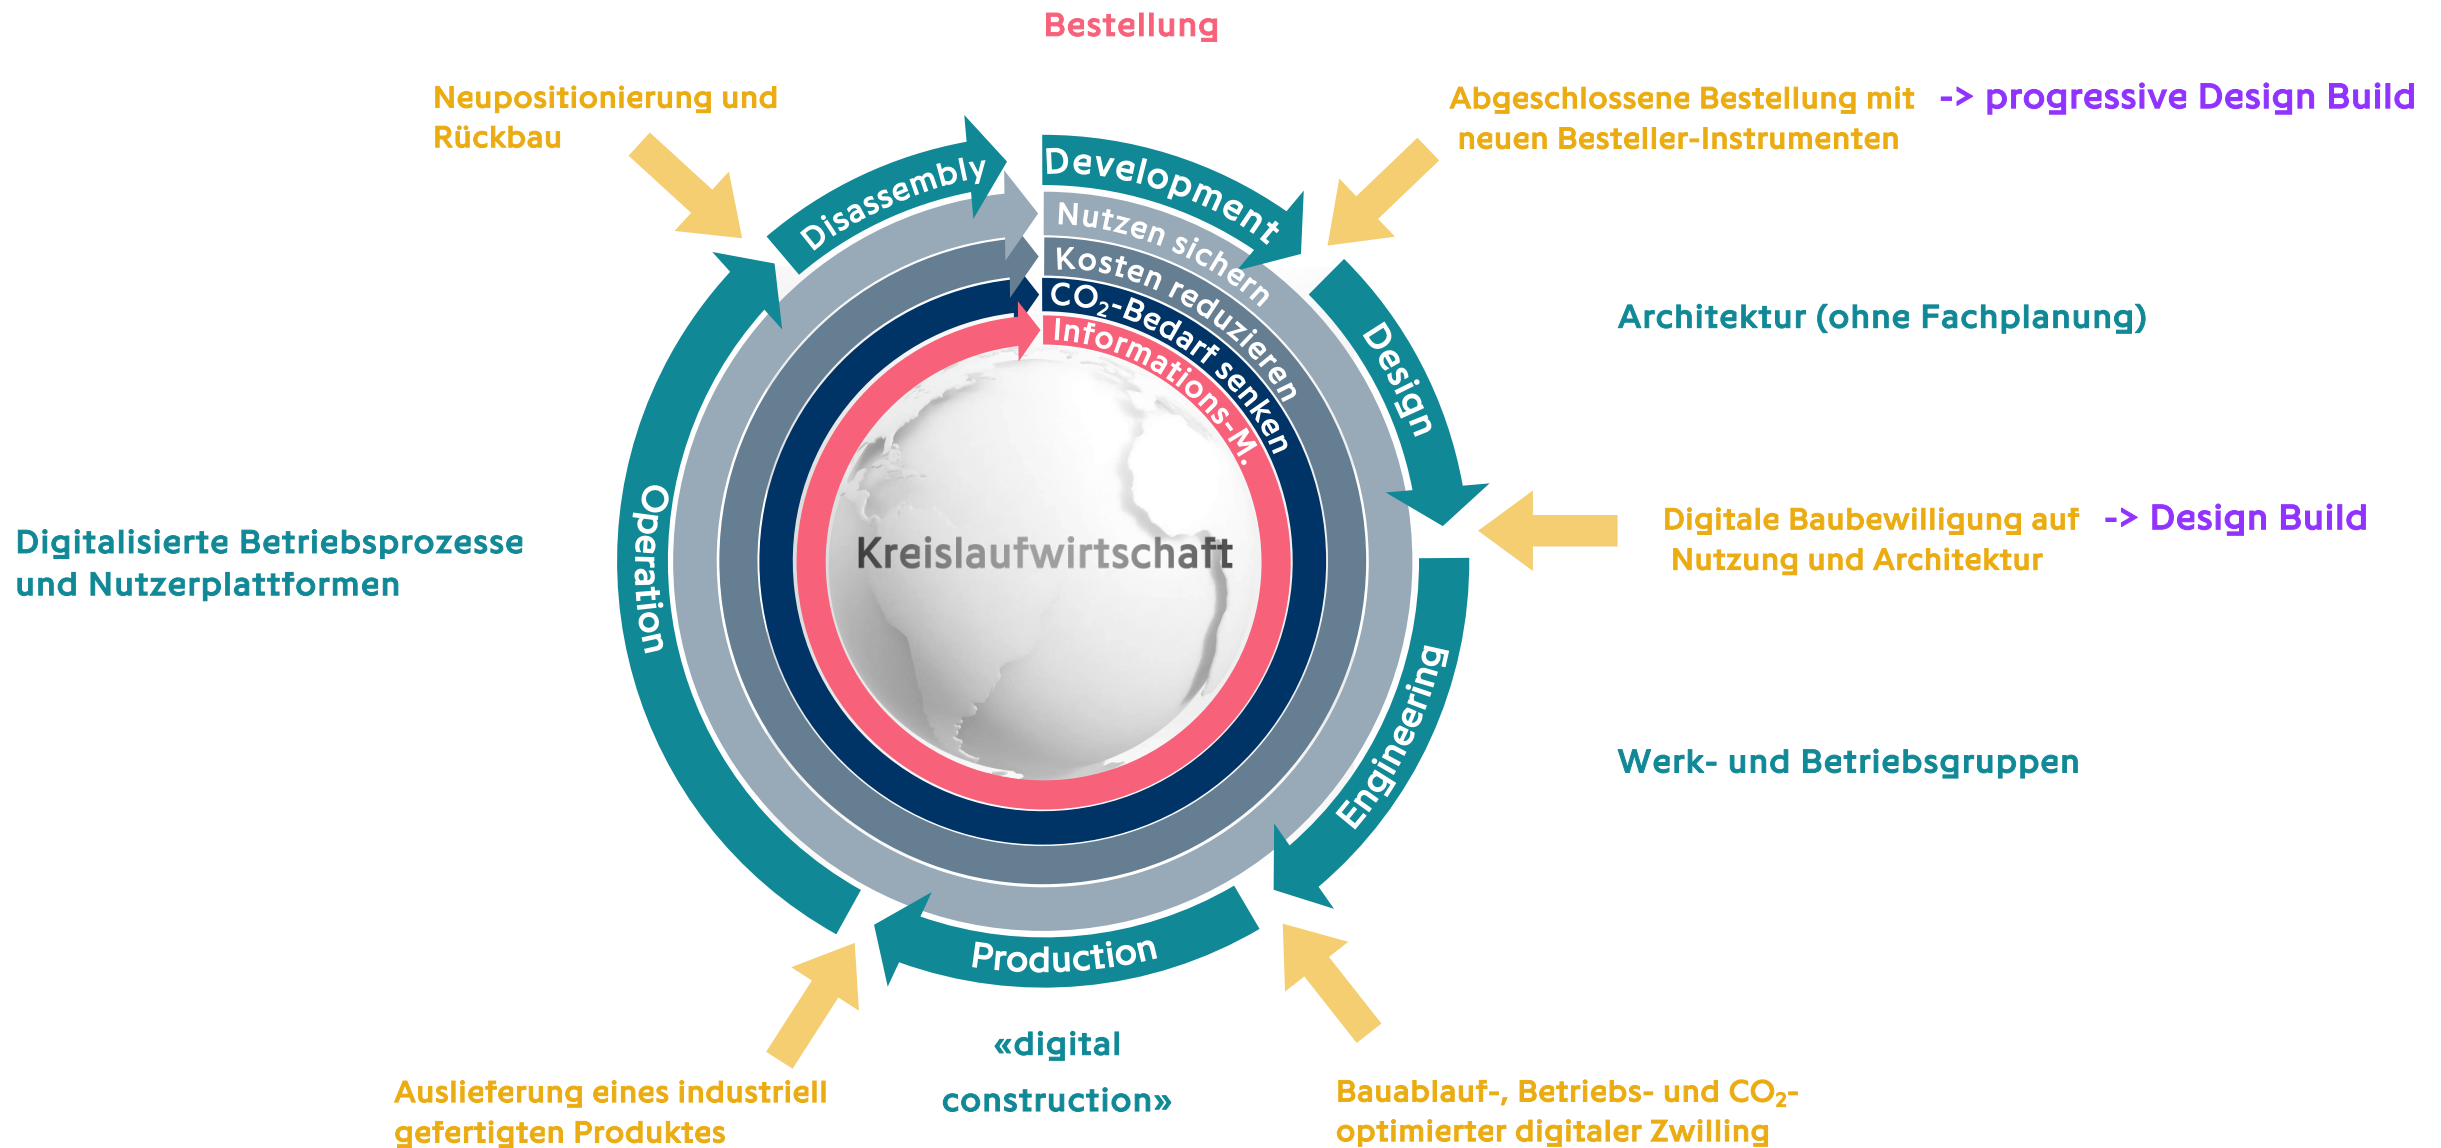 Bestellung
Neupositionierung und
Rückbau
Abgeschlossene Bestellung mit -> progressive Design Build
neuen Besteller-Instrumenten
Disassembly
Development
Nutzen sichern
Kosten reduzieren
CO₂-Bedarf senken
Informations-M.
Design
Architektur (ohne Fachplanung)
Digitale Baubewilligung auf -> Design Build
Nutzung und Architektur
Digitalisierte Betriebsprozesse
und Nutzerplattformen
Operation
Kreislaufwirtschaft
Engineering
Werk- und Betriebsgruppen
Production
«digital
construction»
Auslieferung eines industriell
gefertigten Produktes
Bauablauf-, Betriebs- und CO₂-
optimierter digitaler Zwilling